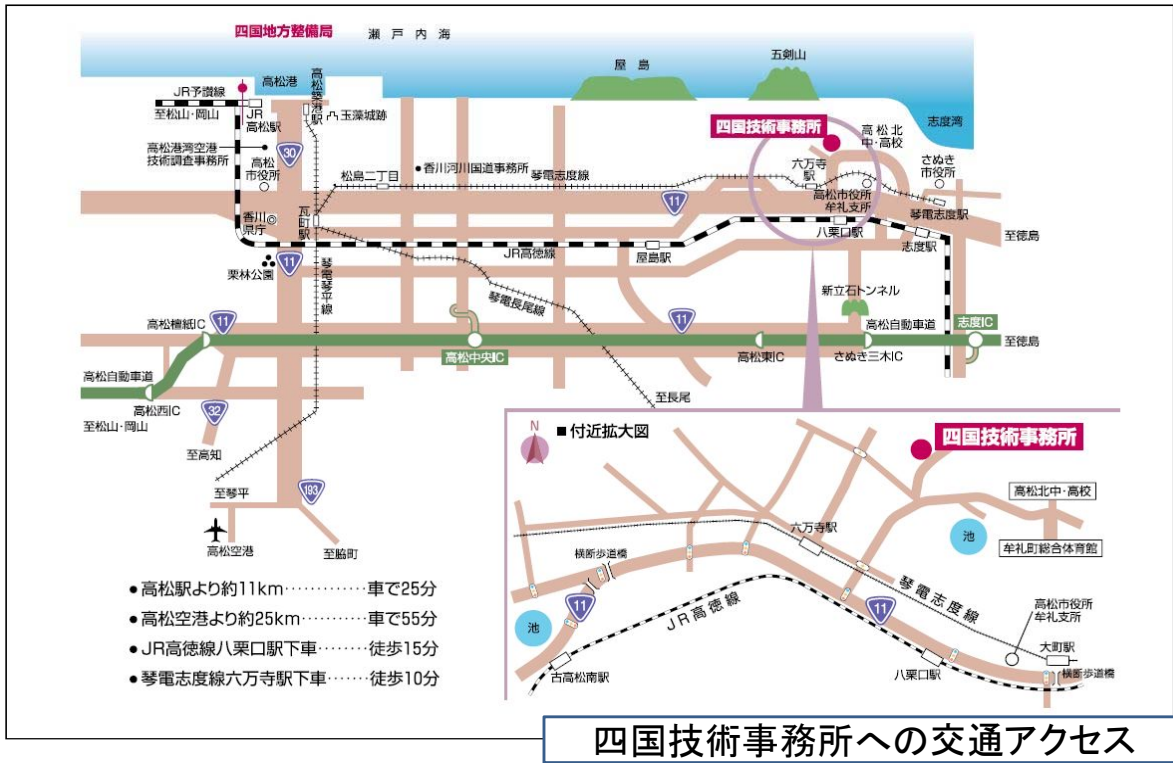 四国地方整備局
瀬戸内海
五剣山
屋島
高松港
高松築港駅
JR予讃線
至松山・岡山
JR
高松駅
玉藻城跡
四国技術事務所
高松北
中・高校
志度湾
高松港湾空港
技術調査事務所
高松
市役所
30
香川河川国道事務所
松島二丁目
琴電志度線
六万寺
駅
さぬき
市役所
11
高松市役所
牟礼支所
琴電志度駅
香川
県庁
瓦町駅
八栗口駅
志度駅
至徳島
JR高徳線
屋島駅
栗林公園
11
琴電琴平線
琴電長尾線
新立石トンネル
高松檀紙IC
11
11
高松自動車道
志度IC
高松中央IC
高松東IC
さぬき三木IC
至徳島
高松自動車道
高松西IC
至松山・岡山
32
至高知
至長尾
至琴平
193
高松空港
至脇町
N
■付近拡大図
四国技術事務所
高松北中・高校
六万寺駅
池
牟礼町総合体育館
横断歩道橋
琴電志度線
11
JR高徳線
11
高松市役所
牟礼支所
池
大町駅
古高松南駅
八栗口駅
横断歩道橋
●高松駅より約11km…………車で25分
●高松空港より約25km………車で55分
●JR高徳線八栗口駅下車………徒歩15分
●琴電志度線六万寺駅下車……徒歩10分
四国技術事務所への交通アクセス